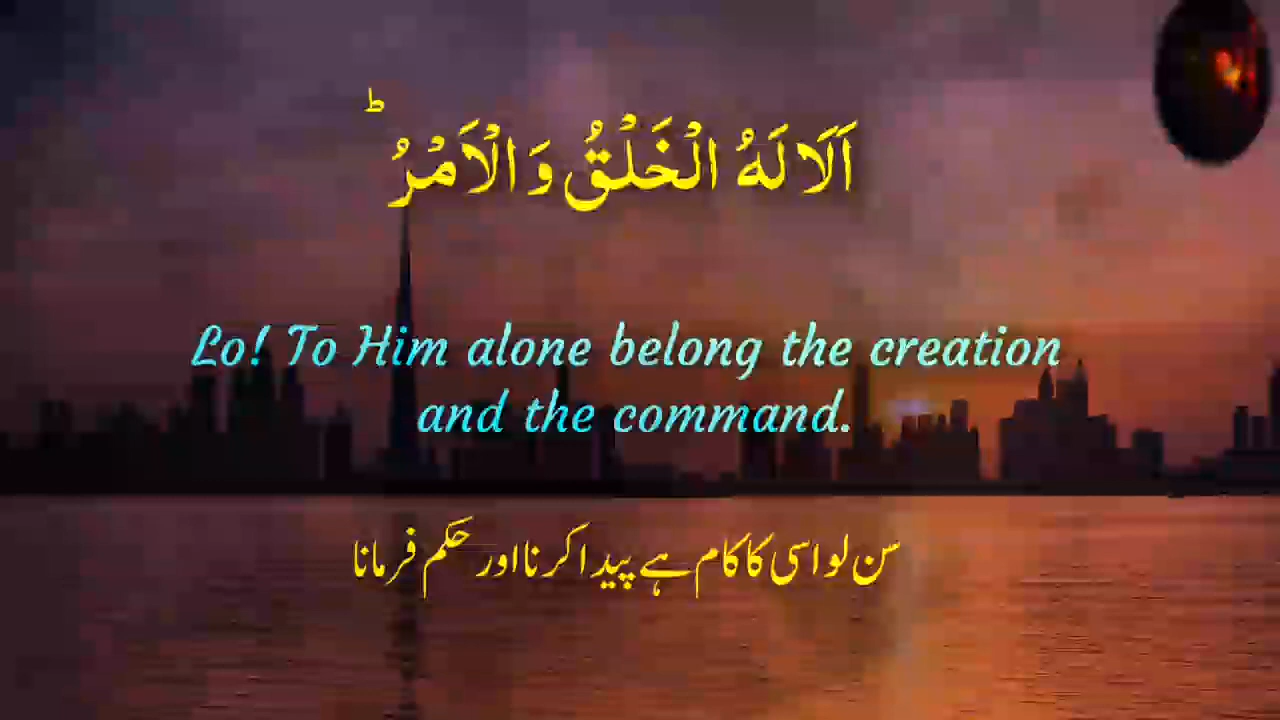 اَلَا لَهُ الْخَلْقُ وَ الْاَمْرُ ؕ
Lo! To Him alone belong the creation
and the command.
سن لو اسی کا کام ہے پیدا کرنا اور حکم فرمانا